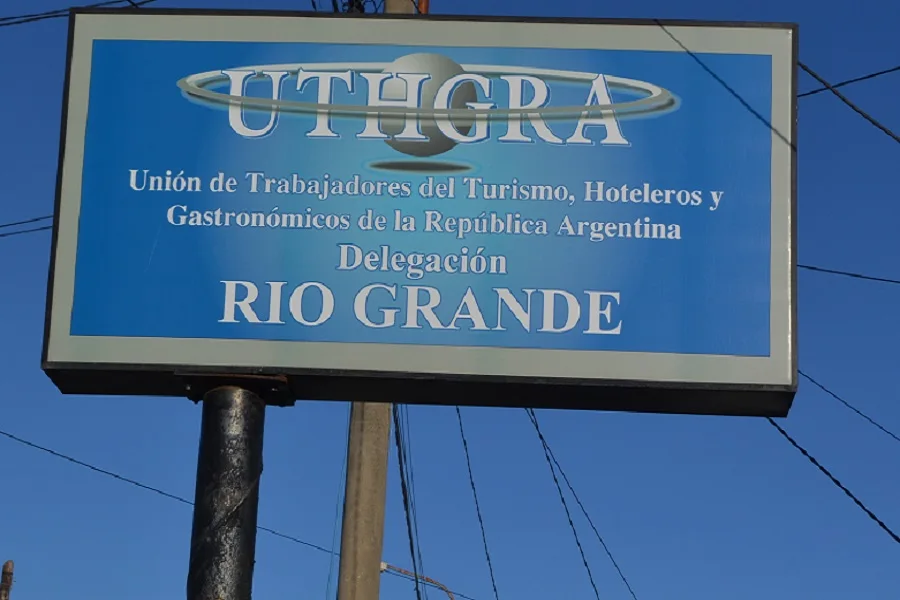 UTHGRA
Unión de Trabajadores del Turismo, Hoteleros y
Gastronómicos de la República Argentina
Delegación
RIO GRANDE